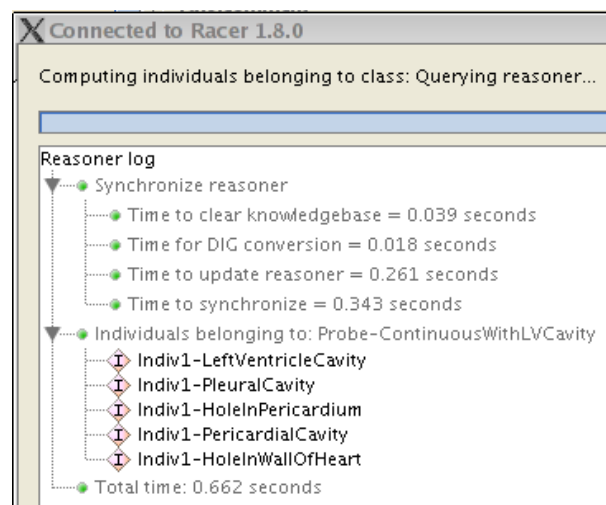 Connected to Racer 1.8.0
Computing individuals belonging to class: Querying reasoner...
Reasoner log
Synchronize reasoner
Time to clear knowledgebase = 0.039 seconds
Time for DIG conversion = 0.018 seconds
Time to update reasoner = 0.261 seconds
Time to synchronize = 0.343 seconds
Individuals belonging to: Probe-ContinuousWithLVCavity
I Indiv1-LeftVentricleCavity
I Indiv1-PleuralCavity
I Indiv1-HoleInPericardium
I Indiv1-PericardialCavity
I Indiv1-HoleInWallOfHeart
Total time: 0.662 seconds